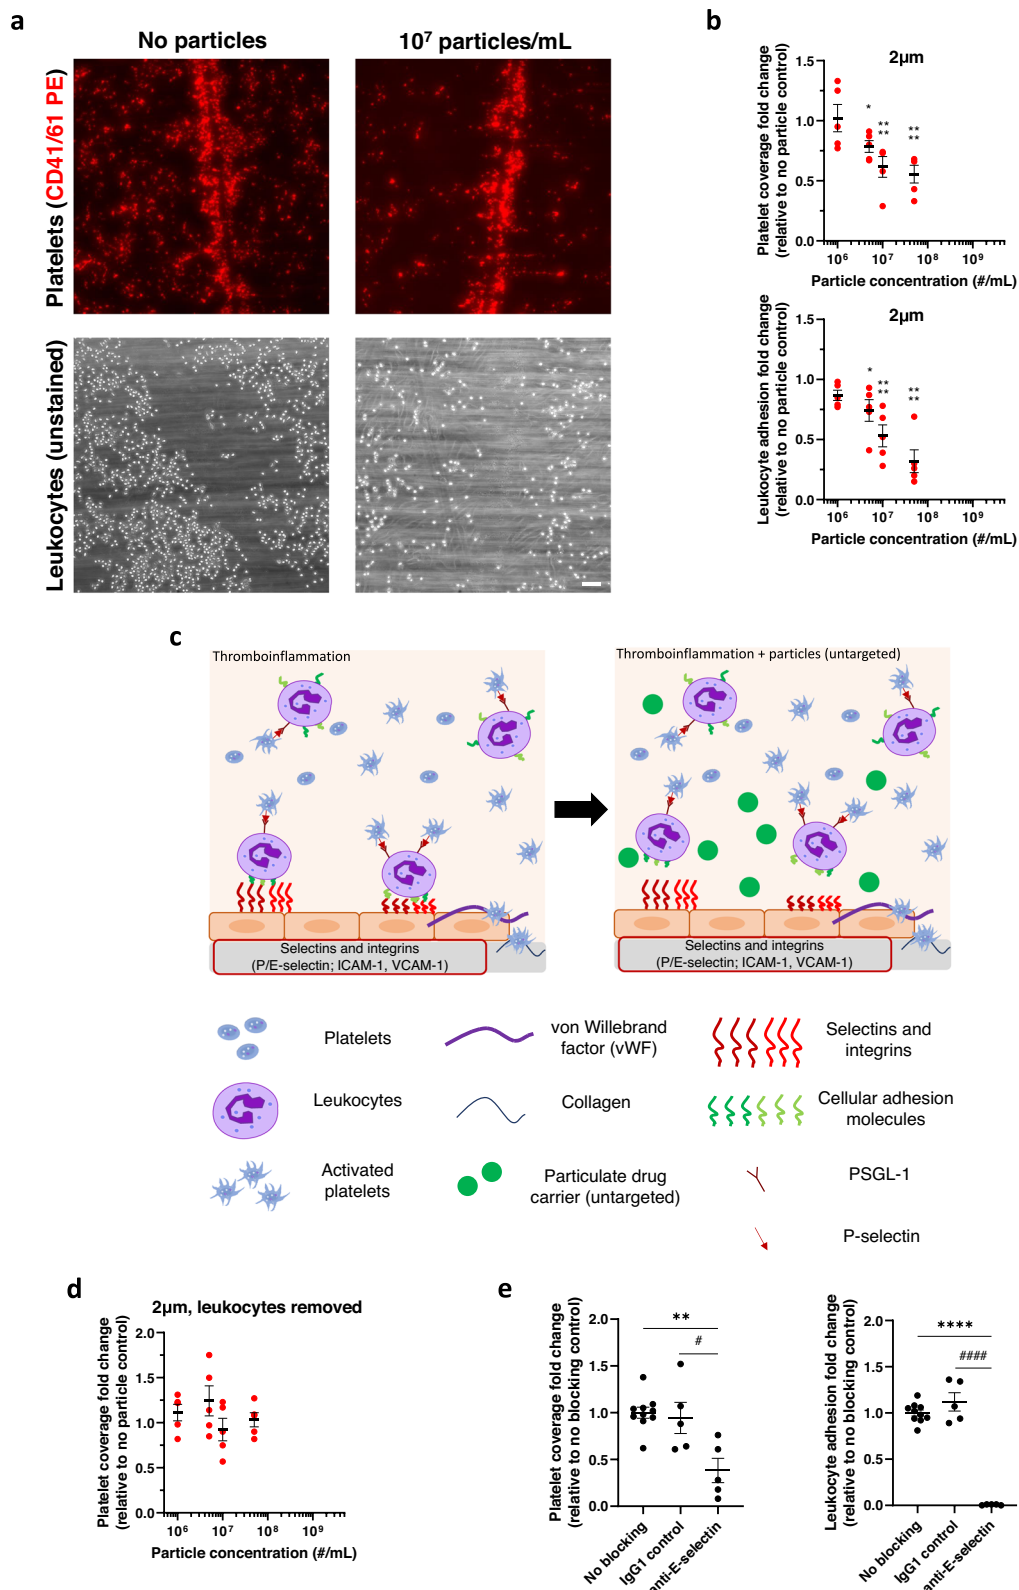 a
No particles
10⁷ particles/mL
Platelets (CD41/61 PE)
Leukocytes (unstained)
b
2µm
Platelet coverage fold change
(relative to no particle control)
1.5
1.0
0.5
0.0
*
**
**
**
**
10⁶ 10⁷ 10⁸ 10⁹
Particle concentration (#/mL)
2µm
Leukocyte adhesion fold change
(relative to no particle control)
1.5
1.0
0.5
0.0
*
**
**
**
**
10⁶ 10⁷ 10⁸ 10⁹
Particle concentration (#/mL)
c
Thromboinflammation
Selectins and integrins
(P/E-selectin; ICAM-1, VCAM-1)
Thromboinflammation + particles (untargeted)
Selectins and integrins
(P/E-selectin; ICAM-1, VCAM-1)
Platelets
von Willebrand
factor (vWF)
Selectins and
integrins
Leukocytes
Collagen
Cellular adhesion
molecules
Activated
platelets
Particulate drug
carrier (untargeted)
PSGL-1
P-selectin
d
2µm, leukocytes removed
Platelet coverage fold change
(relative to no particle control)
2.0
1.5
1.0
0.5
0.0
10⁶ 10⁷ 10⁸ 10⁹
Particle concentration (#/mL)
e
Platelet coverage fold change
(relative to no blocking control)
2.0
1.5
1.0
0.5
0.0
**
#
No blocking
IgG1 control
anti-E-selectin
Leukocyte adhesion fold change
(relative to no blocking control)
2.0
1.5
1.0
0.5
0.0
****
####
No blocking
IgG1 control
anti-E-selectin